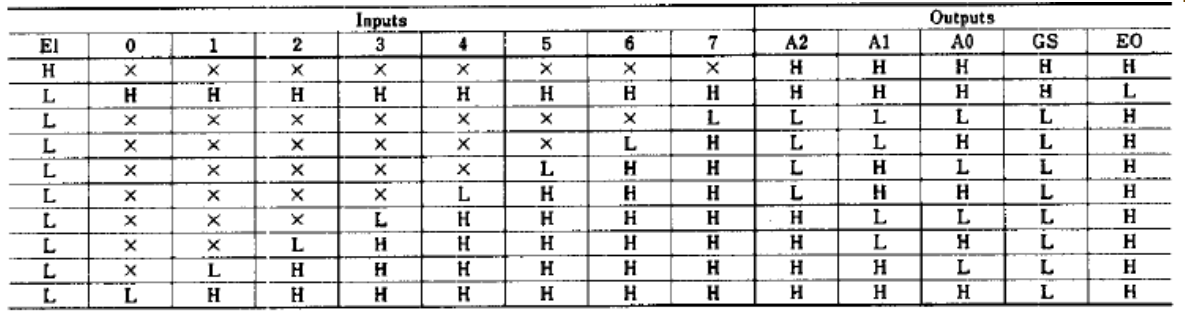 Inputs Outputs
EI 0 1 2 3 4 5 6 7 A2 A1 A0 GS EO
H × × × × × × × × H H H H H
L H H H H H H H H H H H H L
L × × × × × × × L L L L L H
L × × × × × × L H L L H L H
L × × × × × L H H L H L L H
L × × × × L H H H L H H L H
L × × × L H H H H H L L L H
L × × L H H H H H H L H L H
L × L H H H H H H H H L L H
L L H H H H H H H H H H L H